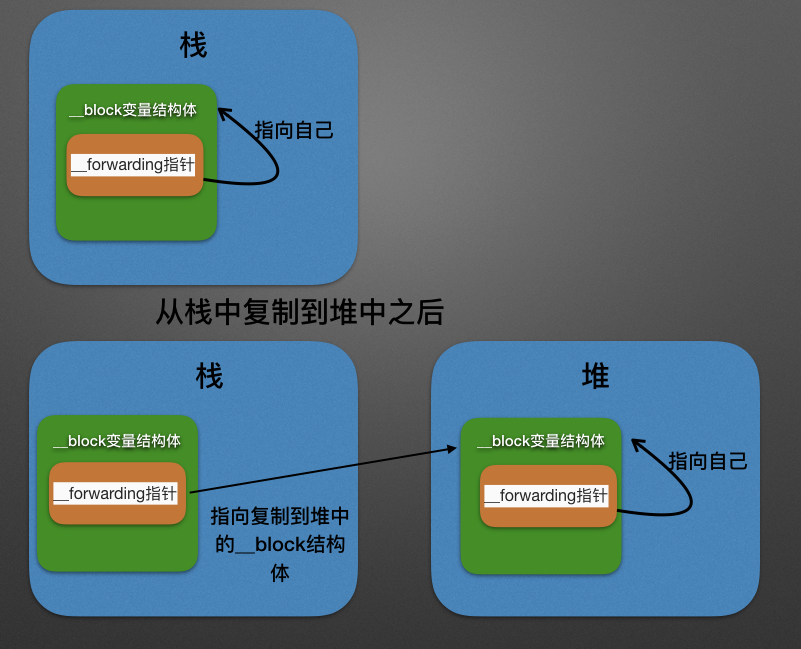 栈
__block变量结构体
指向自己
__forwarding指针
从栈中复制到堆中之后
栈
__block变量结构体
__forwarding指针
指向复制到堆中
的__block结构
体
堆
__block变量结构体
指向自己
__forwarding指针